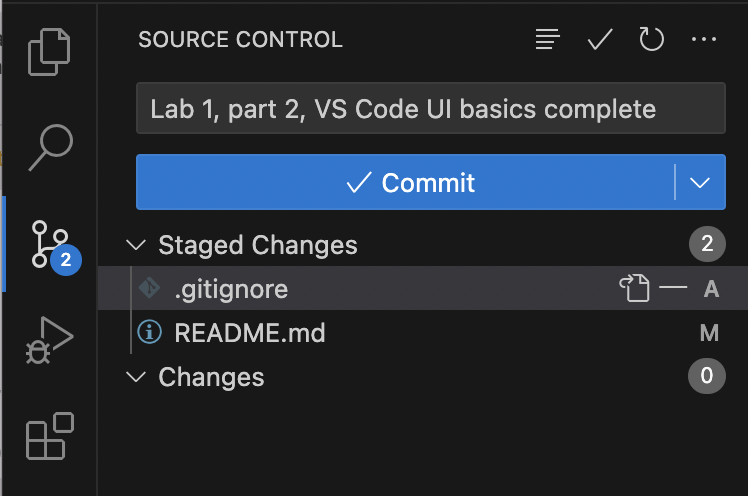 SOURCE CONTROL
Lab 1, part 2, VS Code UI basics complete
Commit
Staged Changes 2
2
.gitignore A
README.md M
Changes 0